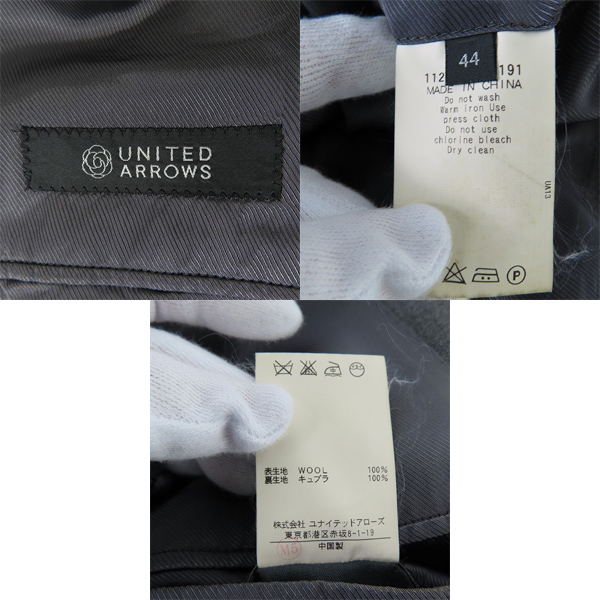 UNITED
ARROWS
44
112 191
MADE IN CHINA
Do not wash
Warm Iron Use
press cloth
Do not use
chlorine bleach
Dry clean
UA13
P
表生地 WOOL 100%
裏生地 キュプラ 100%
株式会社 ユナイテッドアローズ
東京都港区赤坂8-1-19
中国製